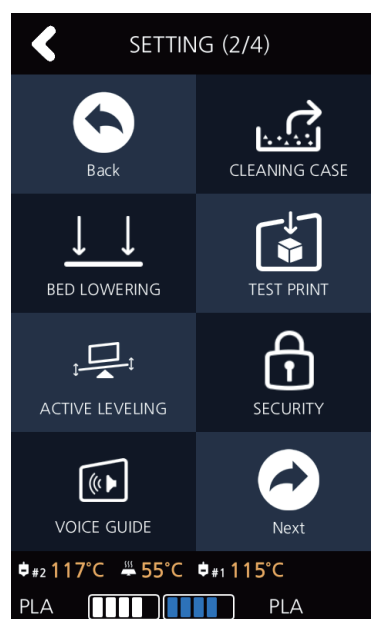 SETTING (2/4)
Back
CLEANING CASE
BED LOWERING
TEST PRINT
ACTIVE LEVELING
SECURITY
VOICE GUIDE
Next
#2 117°C 55°C #1 115°C
PLA PLA